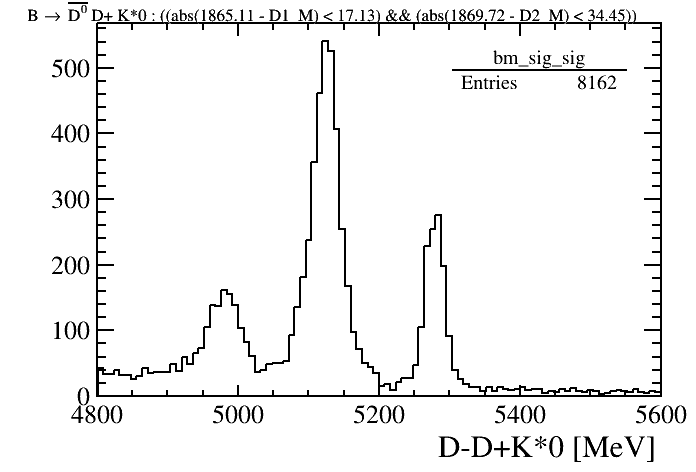 B → D̅⁰ D+ K*0 : ((abs(1865.11 - D1_M) < 17.13) && (abs(1869.72 - D2_M) < 34.45))
bm_sig_sig
Entries 8162
500
400
300
200
100
0
4800 5000 5200 5400 5600
D-D+K*0 [MeV]